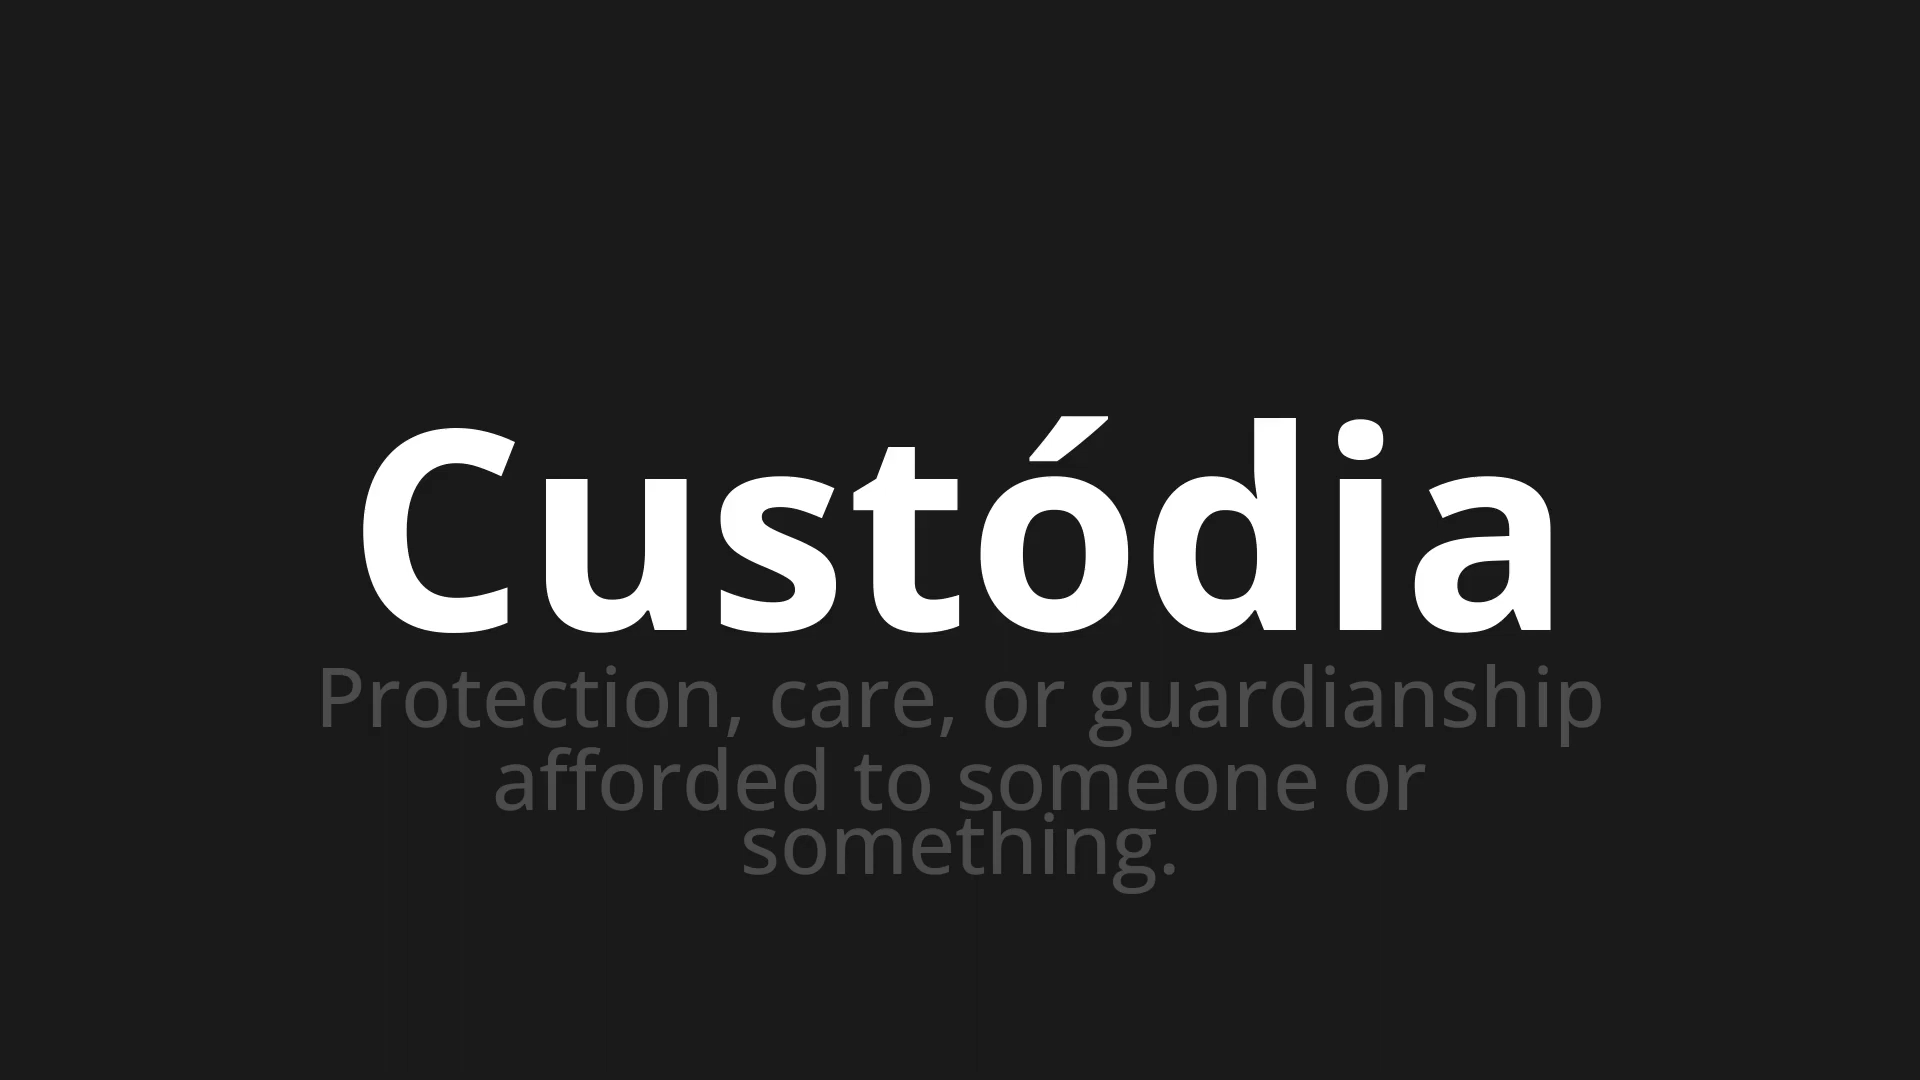 Custódia
Protection, care, or guardianship
afforded to someone or
something.